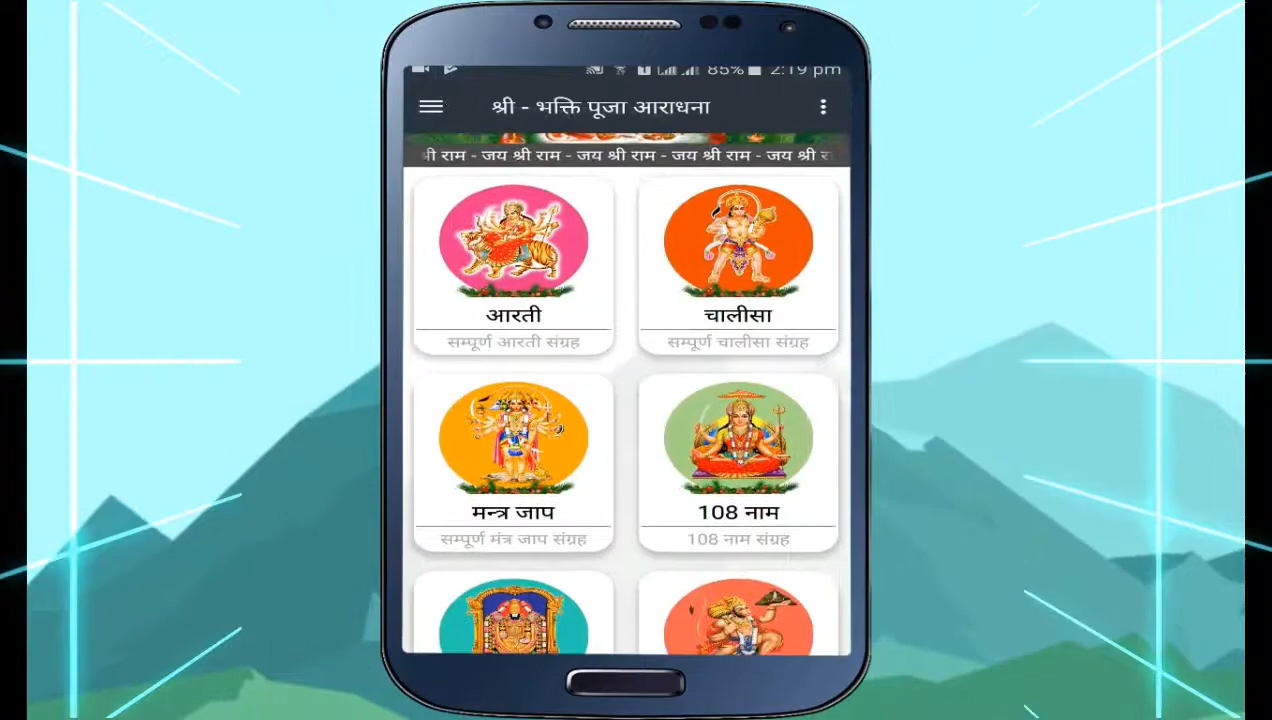 85% 2:19 pm
श्री - भक्ति पूजा आराधना
श्री राम - जय श्री राम - जय श्री राम - जय श्री राम - जय श्री
आरती
चालीसा
सम्पूर्ण आरती संग्रह
सम्पूर्ण चालीसा संग्रह
मन्त्र जाप
108 नाम
सम्पूर्ण मंत्र जाप संग्रह
108 नाम संग्रह